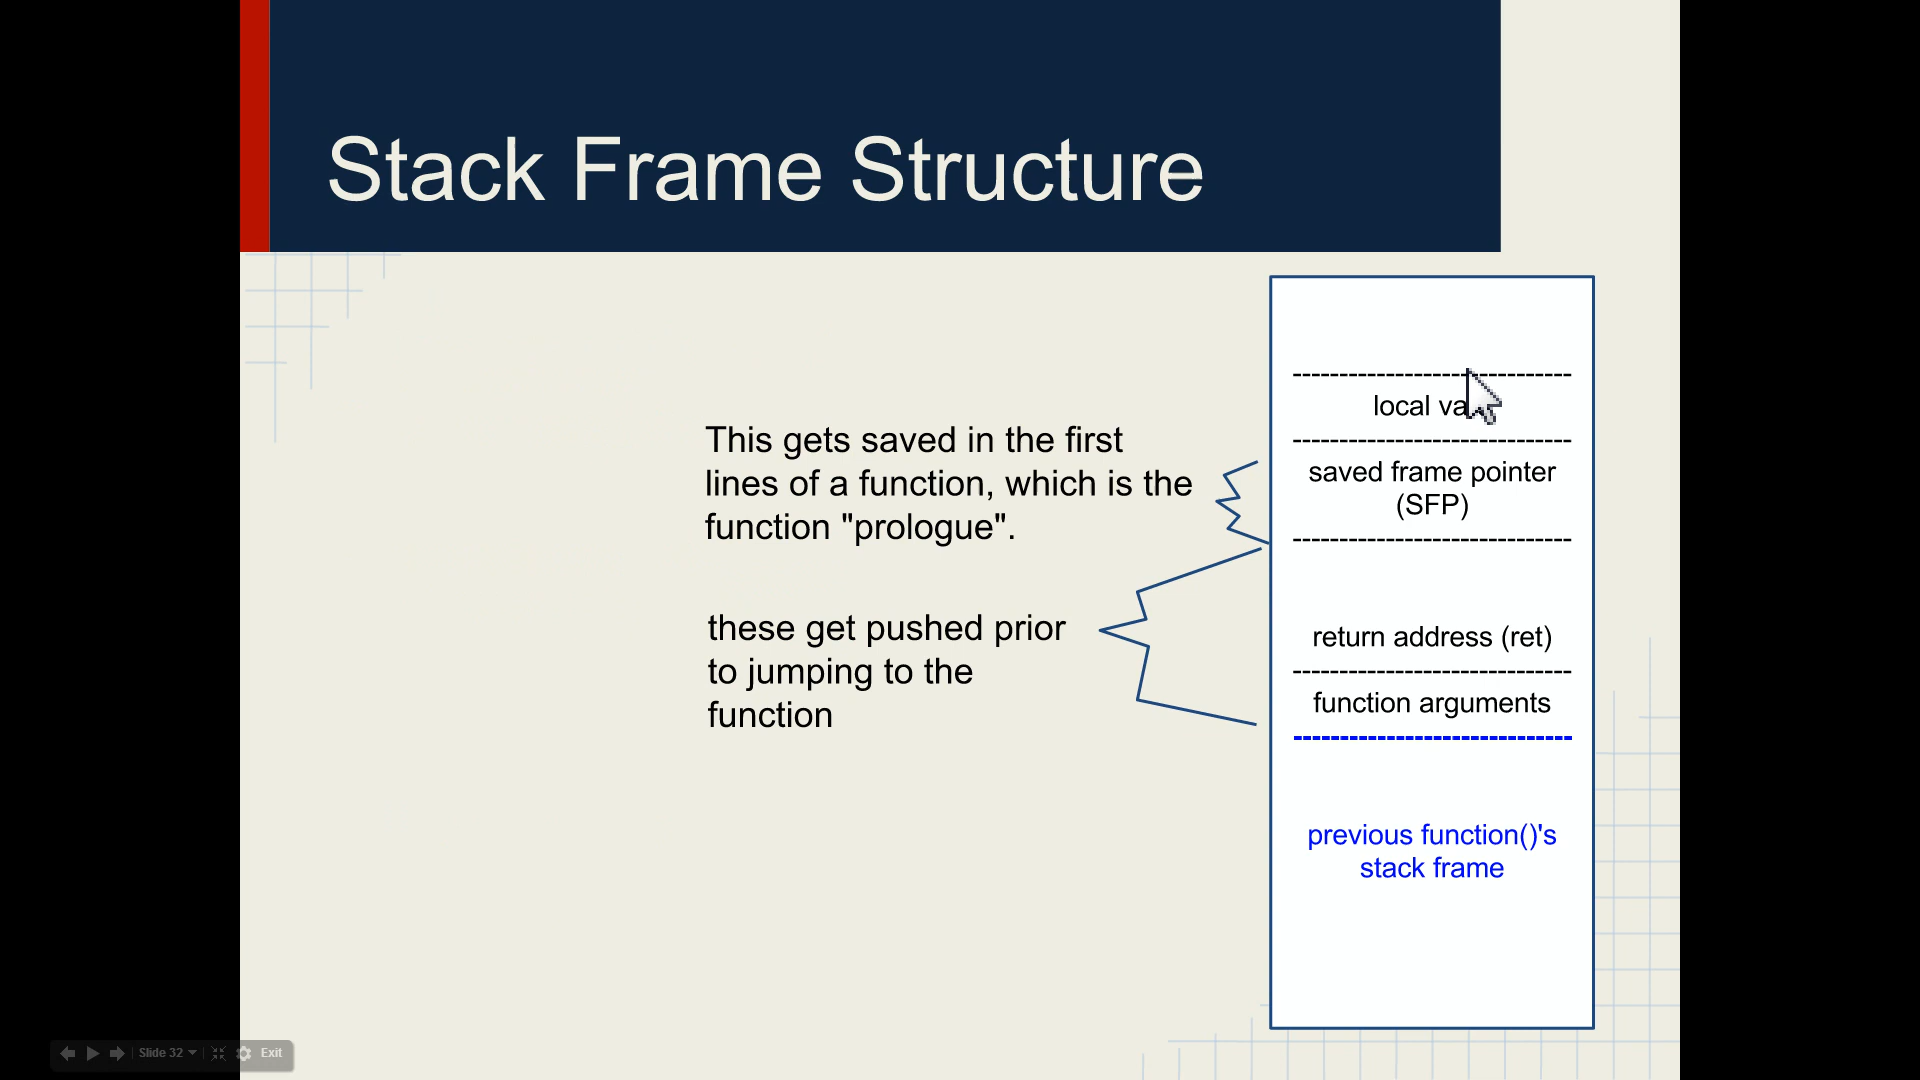 Stack Frame Structure
This gets saved in the first
lines of a function, which is the
function "prologue".
these get pushed prior
to jumping to the
function
-------------------------------
local va
-------------------------------
saved frame pointer
(SFP)
-------------------------------
return address (ret)
-------------------------------
function arguments
-------------------------------
previous function()'s
stack frame
Slide 32
Exit